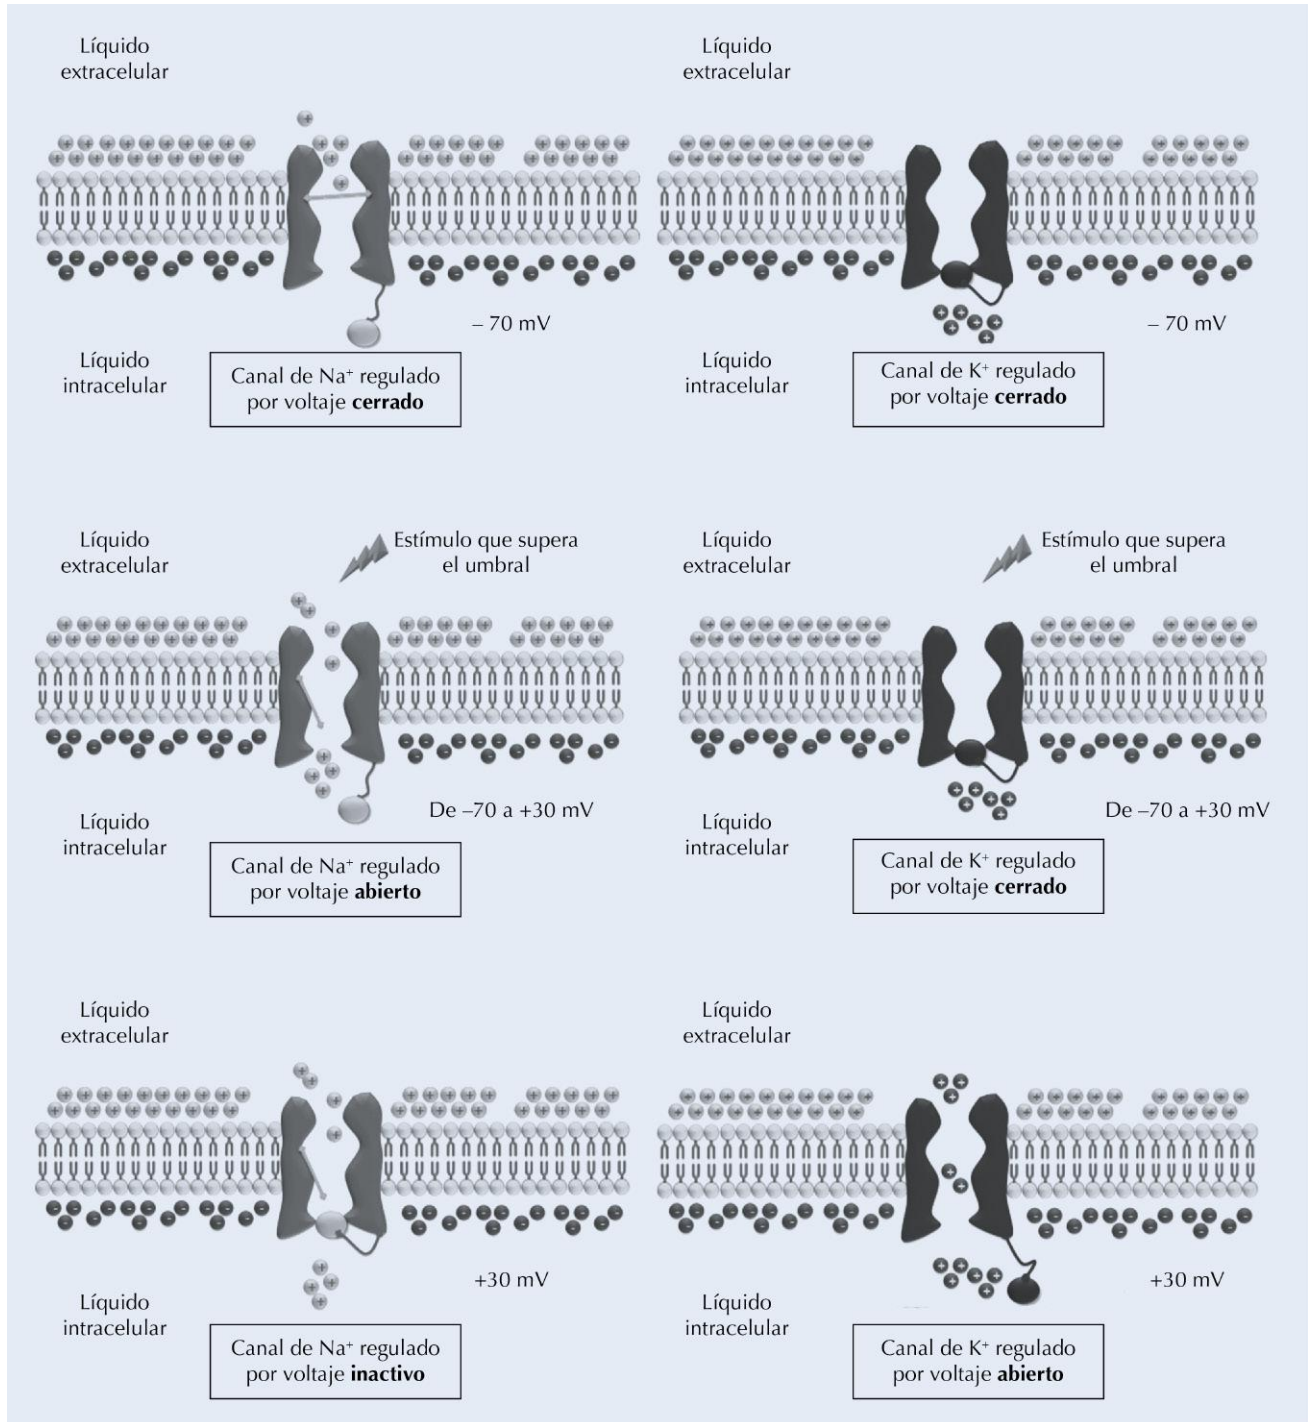 Líquido
extracelular
Líquido
extracelular
– 70 mV
– 70 mV
Líquido
intracelular
Líquido
intracelular
Canal de Na⁺ regulado
por voltaje cerrado
Canal de K⁺ regulado
por voltaje cerrado
Líquido
extracelular
Estímulo que supera
el umbral
Líquido
extracelular
Estímulo que supera
el umbral
De –70 a +30 mV
De –70 a +30 mV
Líquido
intracelular
Líquido
intracelular
Canal de Na⁺ regulado
por voltaje abierto
Canal de K⁺ regulado
por voltaje cerrado
Líquido
extracelular
Líquido
extracelular
+30 mV
+30 mV
Líquido
intracelular
Líquido
intracelular
Canal de Na⁺ regulado
por voltaje inactivo
Canal de K⁺ regulado
por voltaje abierto